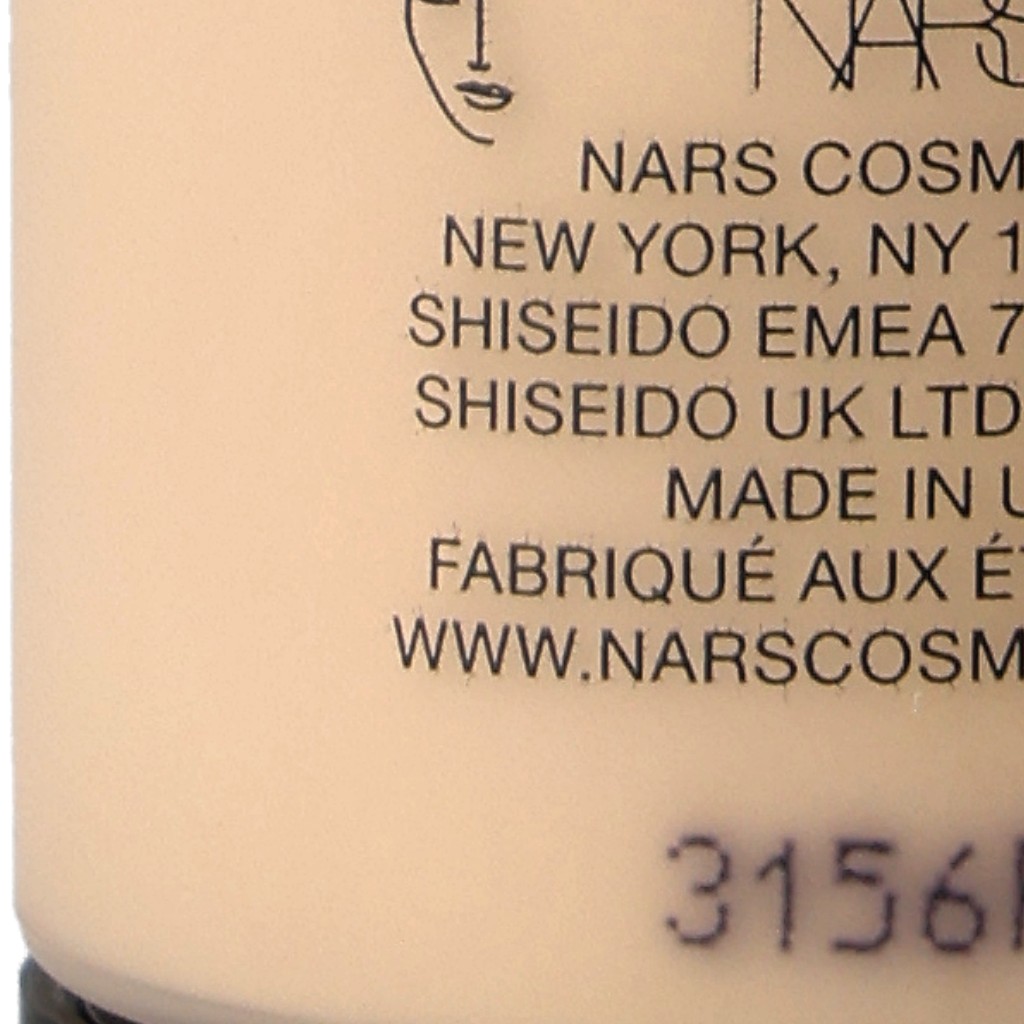 NARS
NARS COSM
NEW YORK, NY 1
SHISEIDO EMEA 7
SHISEIDO UK LTD
MADE IN U
FABRIQUÉ AUX ÉT
WWW.NARSCOSM
3156